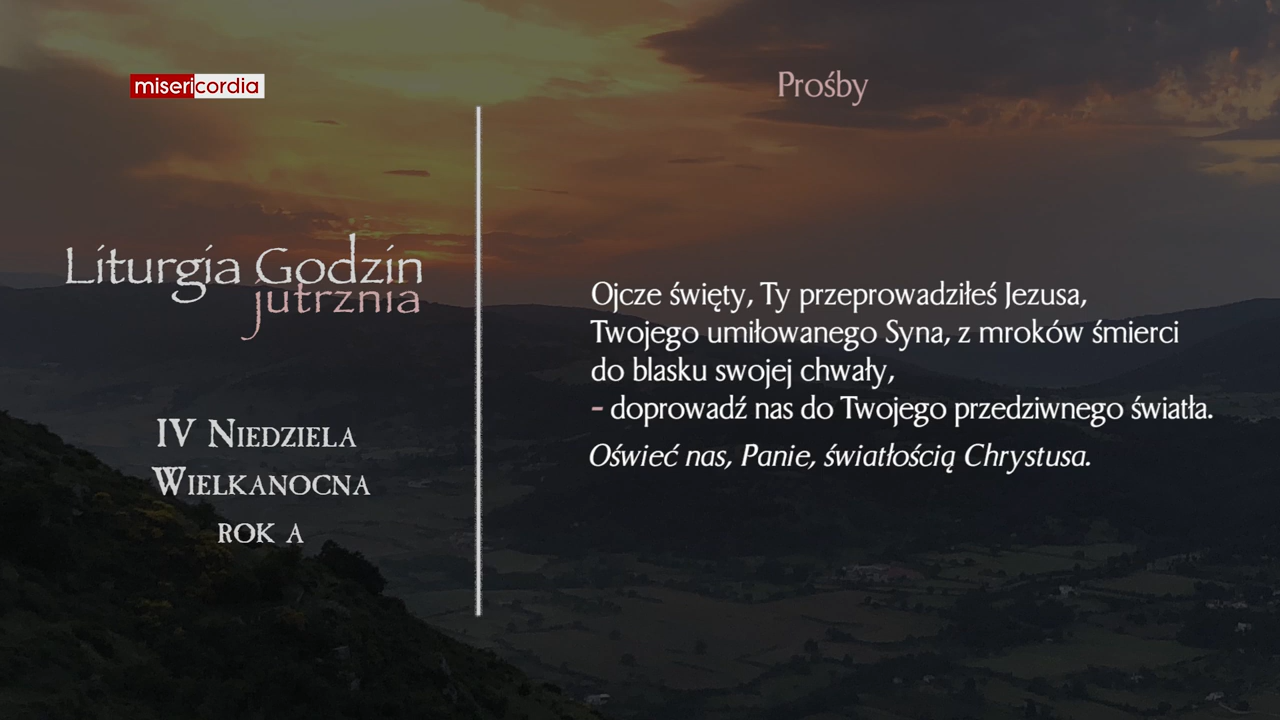 misericordia
Liturgia Godzin
jutrznia
IV Niedziela
Wielkanocna
rok A
Prośby
Ojcze święty, Ty przeprowadziłeś Jezusa,
Twojego umiłowanego Syna, z mroków śmierci
do blasku swojej chwały,
- doprowadź nas do Twojego przedziwnego światła.
Oświeć nas, Panie, światłością Chrystusa.